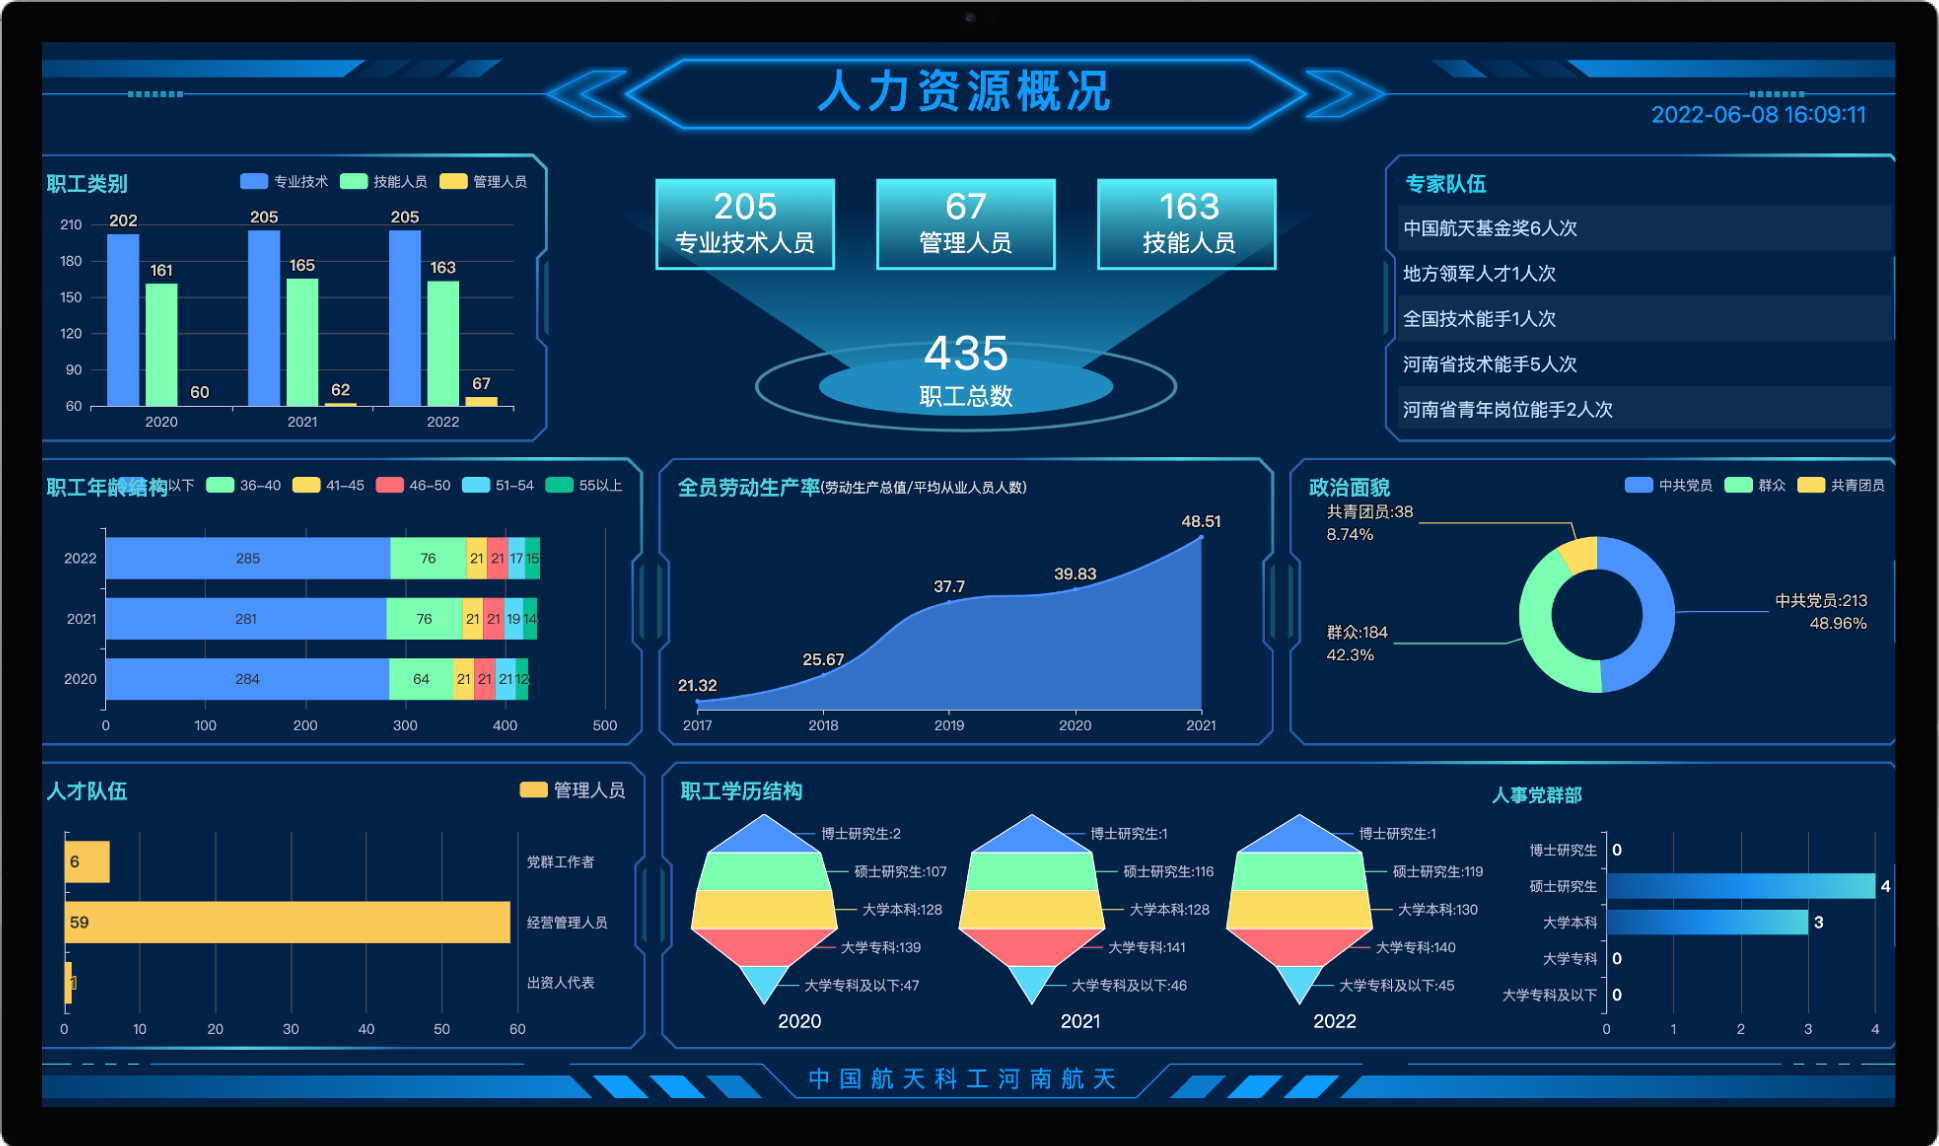 人力资源概况
2022-06-08 16:09:11
职工类别
专业技术 技能人员 管理人员
210
180
150
120
90
60
202 161 60
205 165 62
205 163 67
2020 2021 2022
205
专业技术人员
67
管理人员
163
技能人员
435
职工总数
专家队伍
中国航天基金奖6人次
地方领军人才1人次
全国技术能手1人次
河南省技术能手5人次
河南省青年岗位能手2人次
职工年龄结构
以下 36-40 41-45 46-50 51-54 55以上
2022 285 76 21 21 17 15
2021 281 76 21 21 19 14
2020 284 64 21 21 21 12
0 100 200 300 400 500
全员劳动生产率(劳动生产总值/平均从业人员人数)
21.32 25.67 37.7 39.83 48.51
2017 2018 2019 2020 2021
政治面貌
中共党员 群众 共青团员
共青团员:38
8.74%
中共党员:213
48.96%
群众:184
42.3%
人才队伍
管理人员
6 党群工作者
59 经营管理人员
1 出资人代表
0 10 20 30 40 50 60
职工学历结构
博士研究生:2
硕士研究生:107
大学本科:128
大学专科:139
大学专科及以下:47
2020
博士研究生:1
硕士研究生:116
大学本科:128
大学专科:141
大学专科及以下:46
2021
博士研究生:1
硕士研究生:119
大学本科:130
大学专科:140
大学专科及以下:45
2022
人事党群部
博士研究生 0
硕士研究生 4
大学本科 3
大学专科 0
大学专科及以下 0
0 1 2 3 4
中国航天科工河南航天